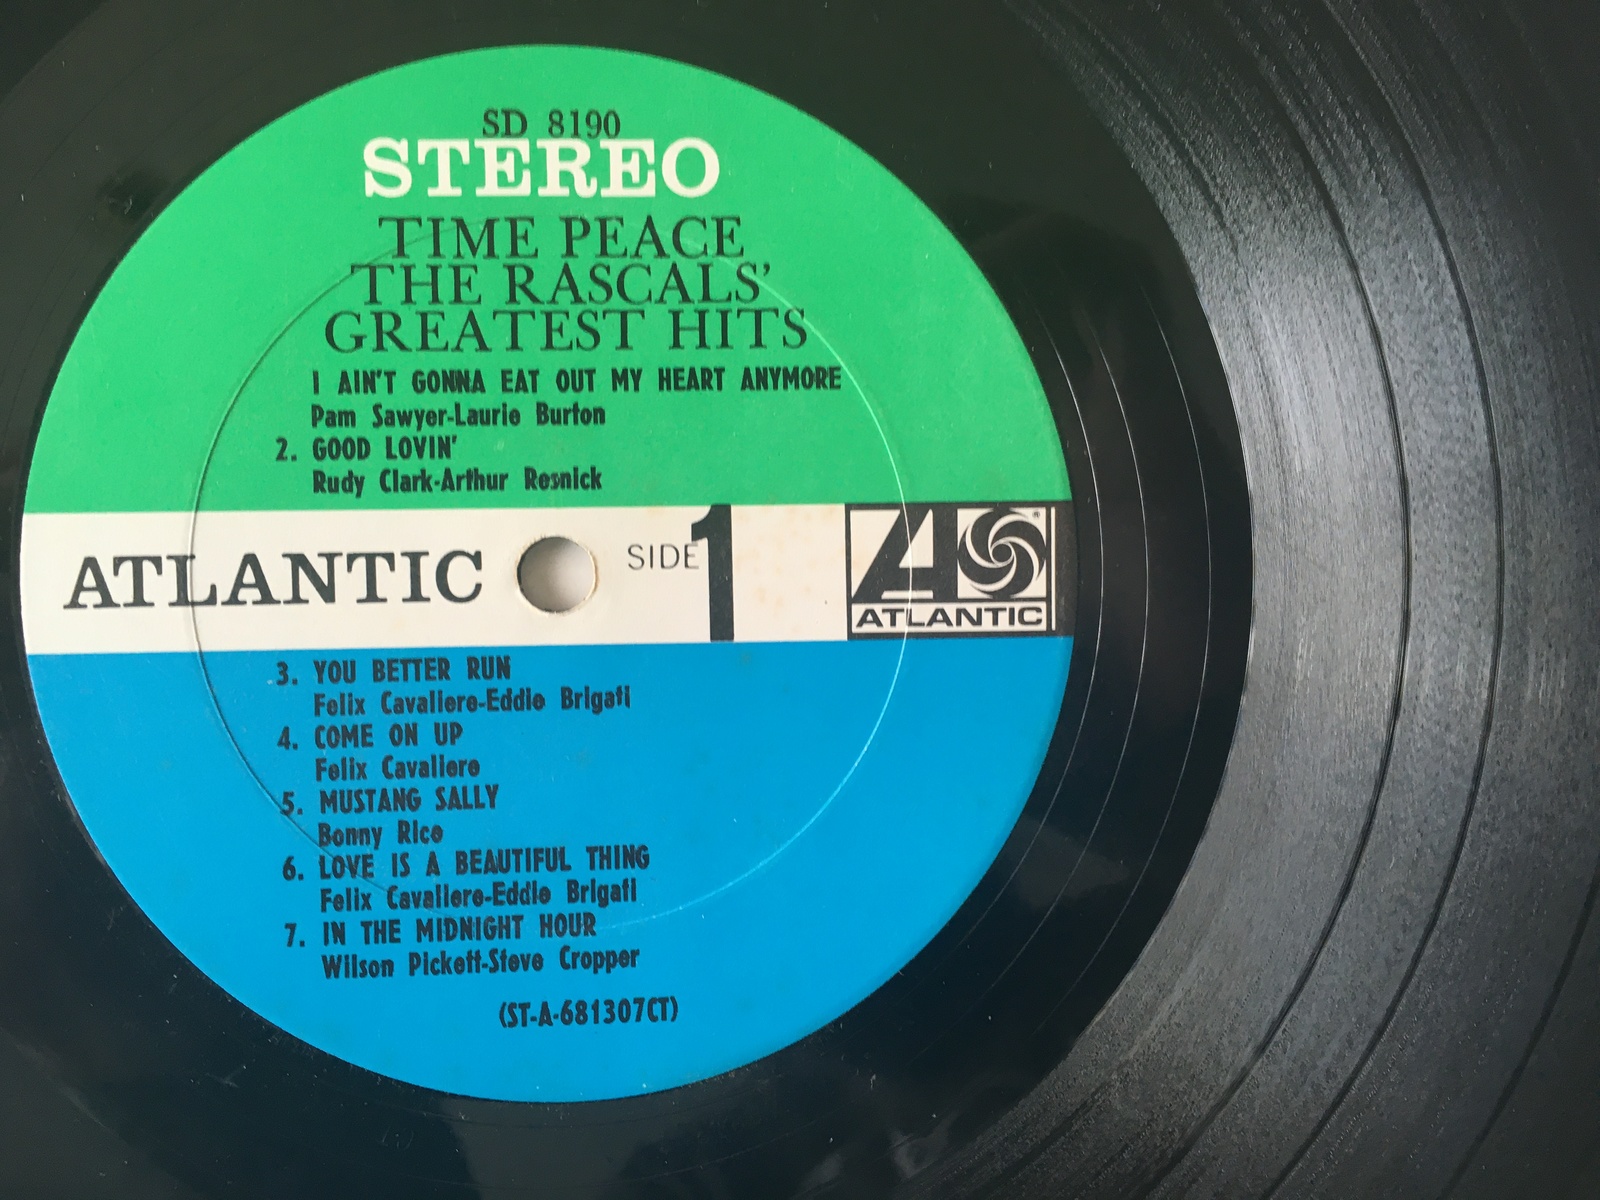 SD 8190
STEREO
TIME PEACE
THE RASCALS'
GREATEST HITS
I AIN'T GONNA EAT OUT MY HEART ANYMORE
Pam Sawyer-Laurie Burton
2. GOOD LOVIN'
Rudy Clark-Arthur Resnick
ATLANTIC SIDE 1
A
ATLANTIC
3. YOU BETTER RUN
Felix Cavaliere-Eddie Brigati
4. COME ON UP
Felix Cavaliere
5. MUSTANG SALLY
Bonny Rice
6. LOVE IS A BEAUTIFUL THING
Felix Cavaliere-Eddie Brigati
7. IN THE MIDNIGHT HOUR
Wilson Pickett-Steve Cropper
(ST-A-681307CT)